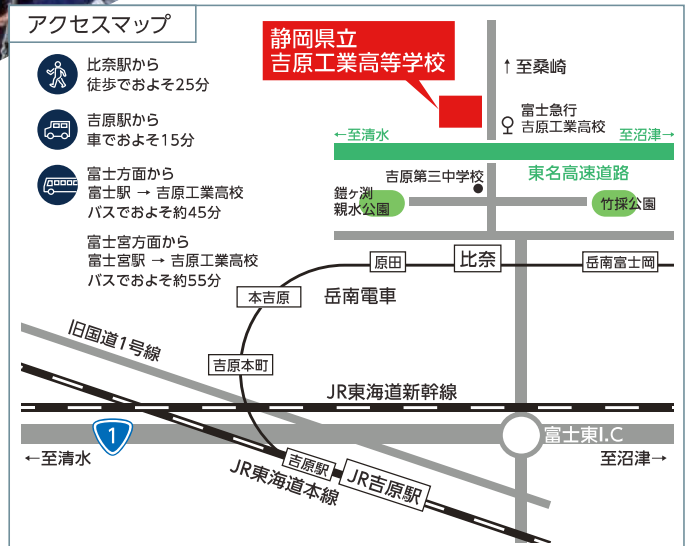 アクセスマップ
比奈駅から
徒歩でおよそ25分
吉原駅から
車でおよそ15分
富士方面から
富士駅 → 吉原工業高校
バスでおよそ約45分
富士宮方面から
富士宮駅 → 吉原工業高校
バスでおよそ約55分
静岡県立
吉原工業高等学校
↑至桑崎
富士急行
吉原工業高校
←至清水
至沼津→
東名高速道路
吉原第三中学校
鎧ヶ渕
親水公園
竹採公園
原田
比奈
岳南富士岡
本吉原
岳南電車
吉原本町
旧国道1号線
JR東海道新幹線
1
富士東I.C
←至清水
至沼津→
吉原駅
JR吉原駅
JR東海道本線